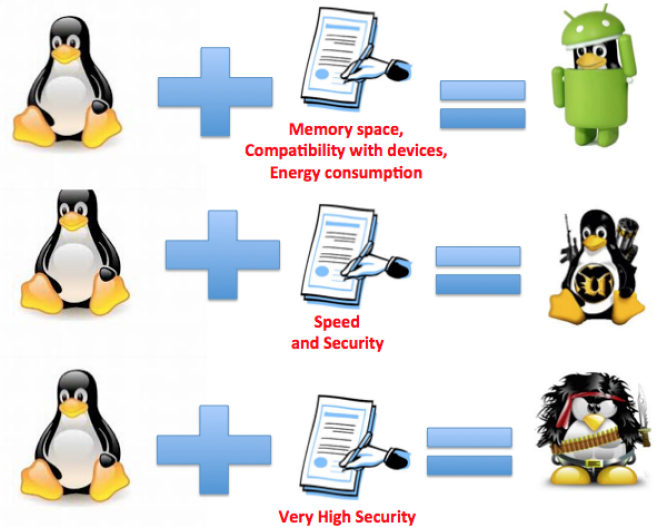 Memory space,
Compatibility with devices,
Energy consumption
Speed
and Security
Very High Security